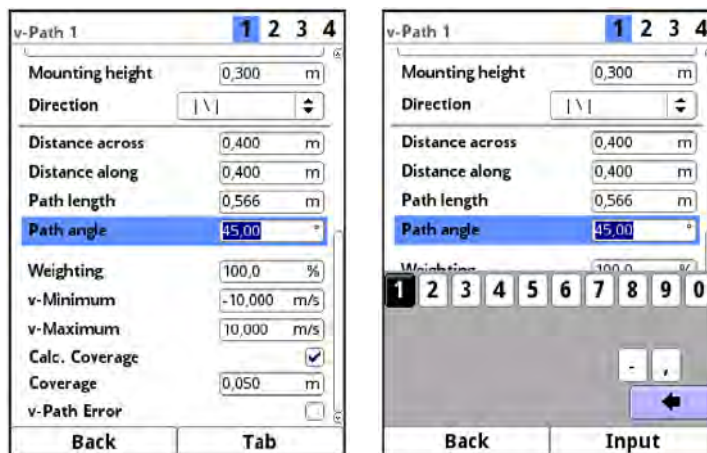 v-Path 1 1 2 3 4
Mounting height 0,300 m
Direction |\|
Distance across 0,400 m
Distance along 0,400 m
Path length 0,566 m
Path angle 45,00 °
Weighting 100,0 %
v-Minimum -10,000 m/s
v-Maximum 10,000 m/s
Calc. Coverage
Coverage 0,050 m
v-Path Error
Back Tab
v-Path 1 1 2 3 4
Mounting height 0,300 m
Direction |\|
Distance across 0,400 m
Distance along 0,400 m
Path length 0,566 m
Path angle 45,00 °
Weighting 100,0 %
1 2 3 4 5 6 7 8 9 0
- ,
Back Input